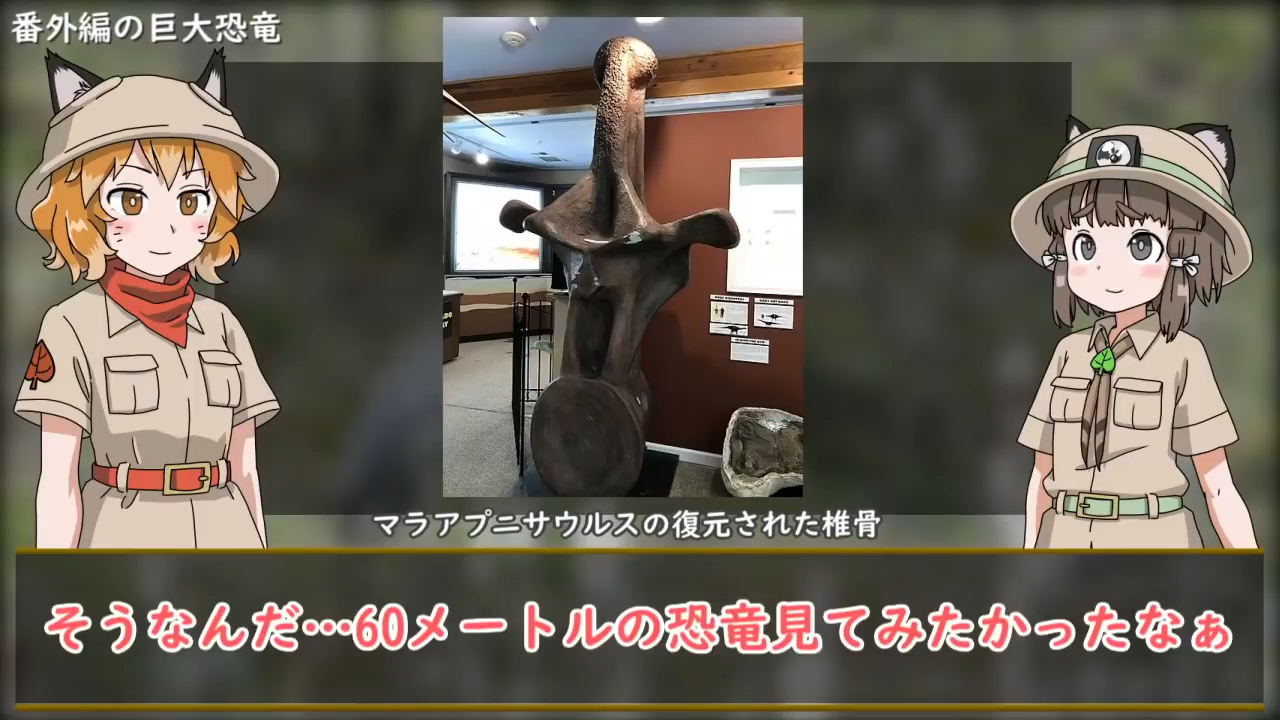 番外編の巨大恐竜
マラアプニサウルスの復元された椎骨
そうなんだ…60メートルの恐竜見てみたかったなぁ